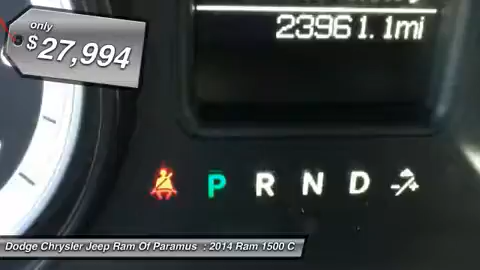 only
$27,994
23961.1mi
P R N D
Dodge Chrysler Jeep Ram Of Paramus : 2014 Ram 1500 C